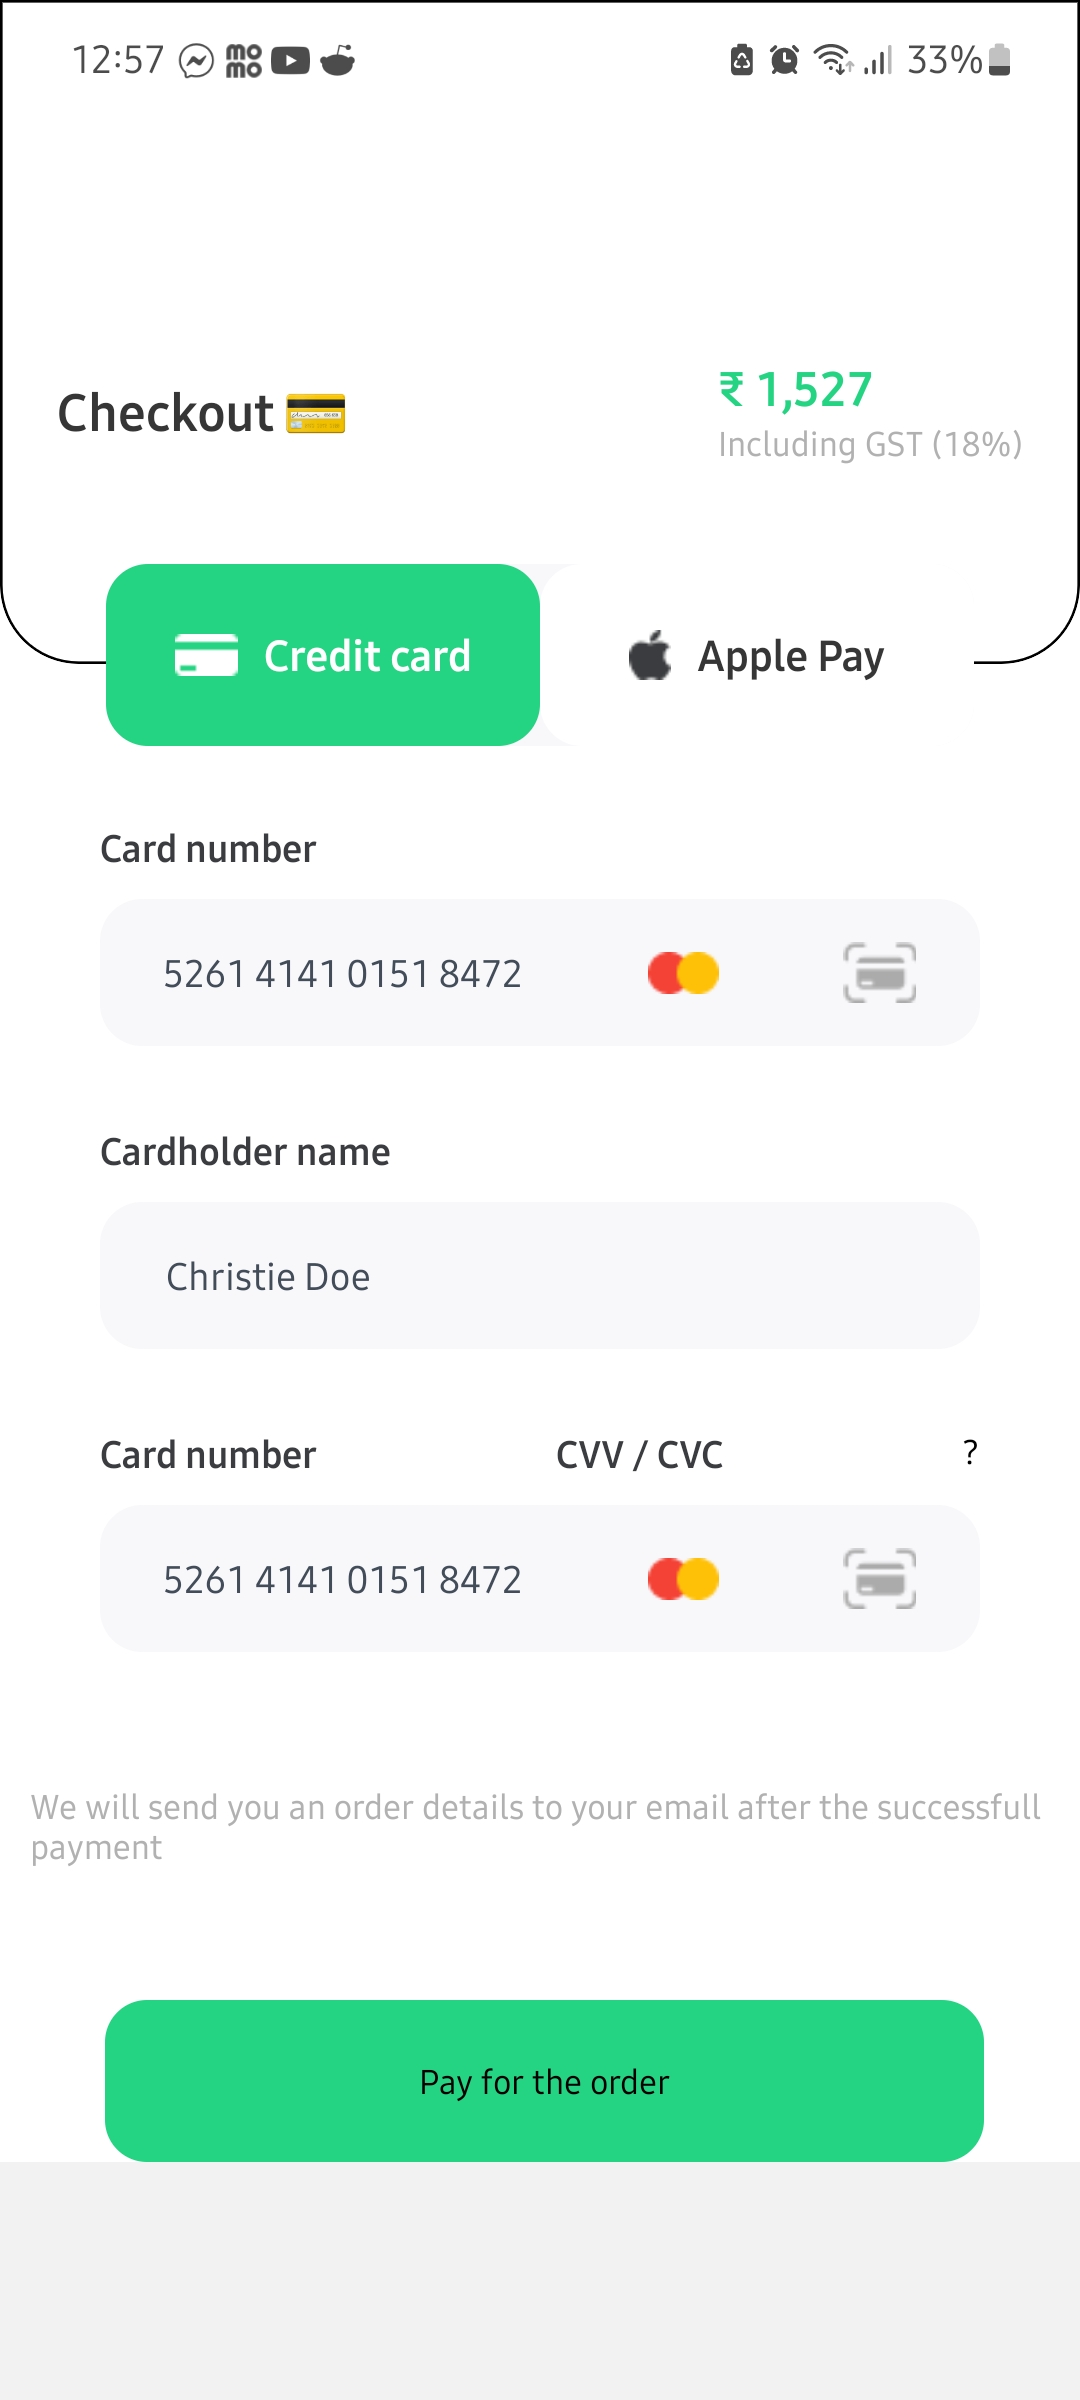 12:57 33%
Checkout
₹ 1,527
Including GST (18%)
Credit card
Apple Pay
Card number
5261 4141 0151 8472
Cardholder name
Christie Doe
Card number CVV / CVC ?
5261 4141 0151 8472
We will send you an order details to your email after the successfull
payment
Pay for the order